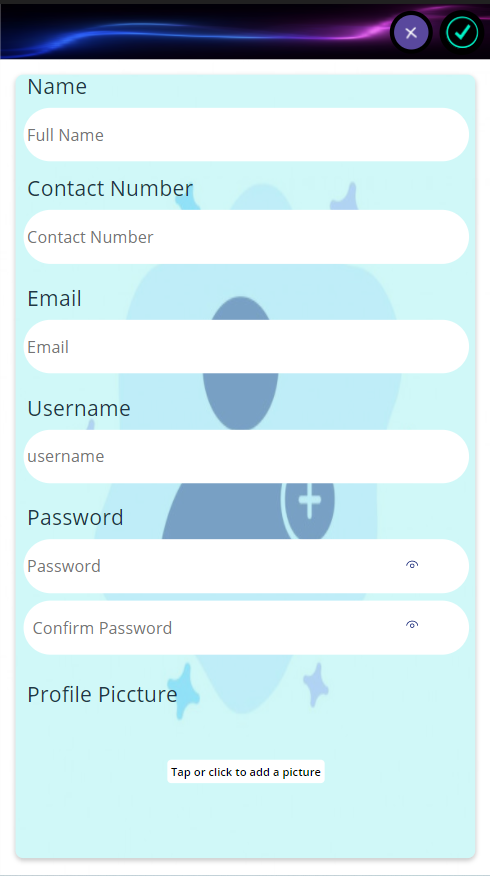 Name
Full Name
Contact Number
Contact Number
Email
Email
Username
username
Password
Password
Confirm Password
Profile Piccture
Tap or click to add a picture